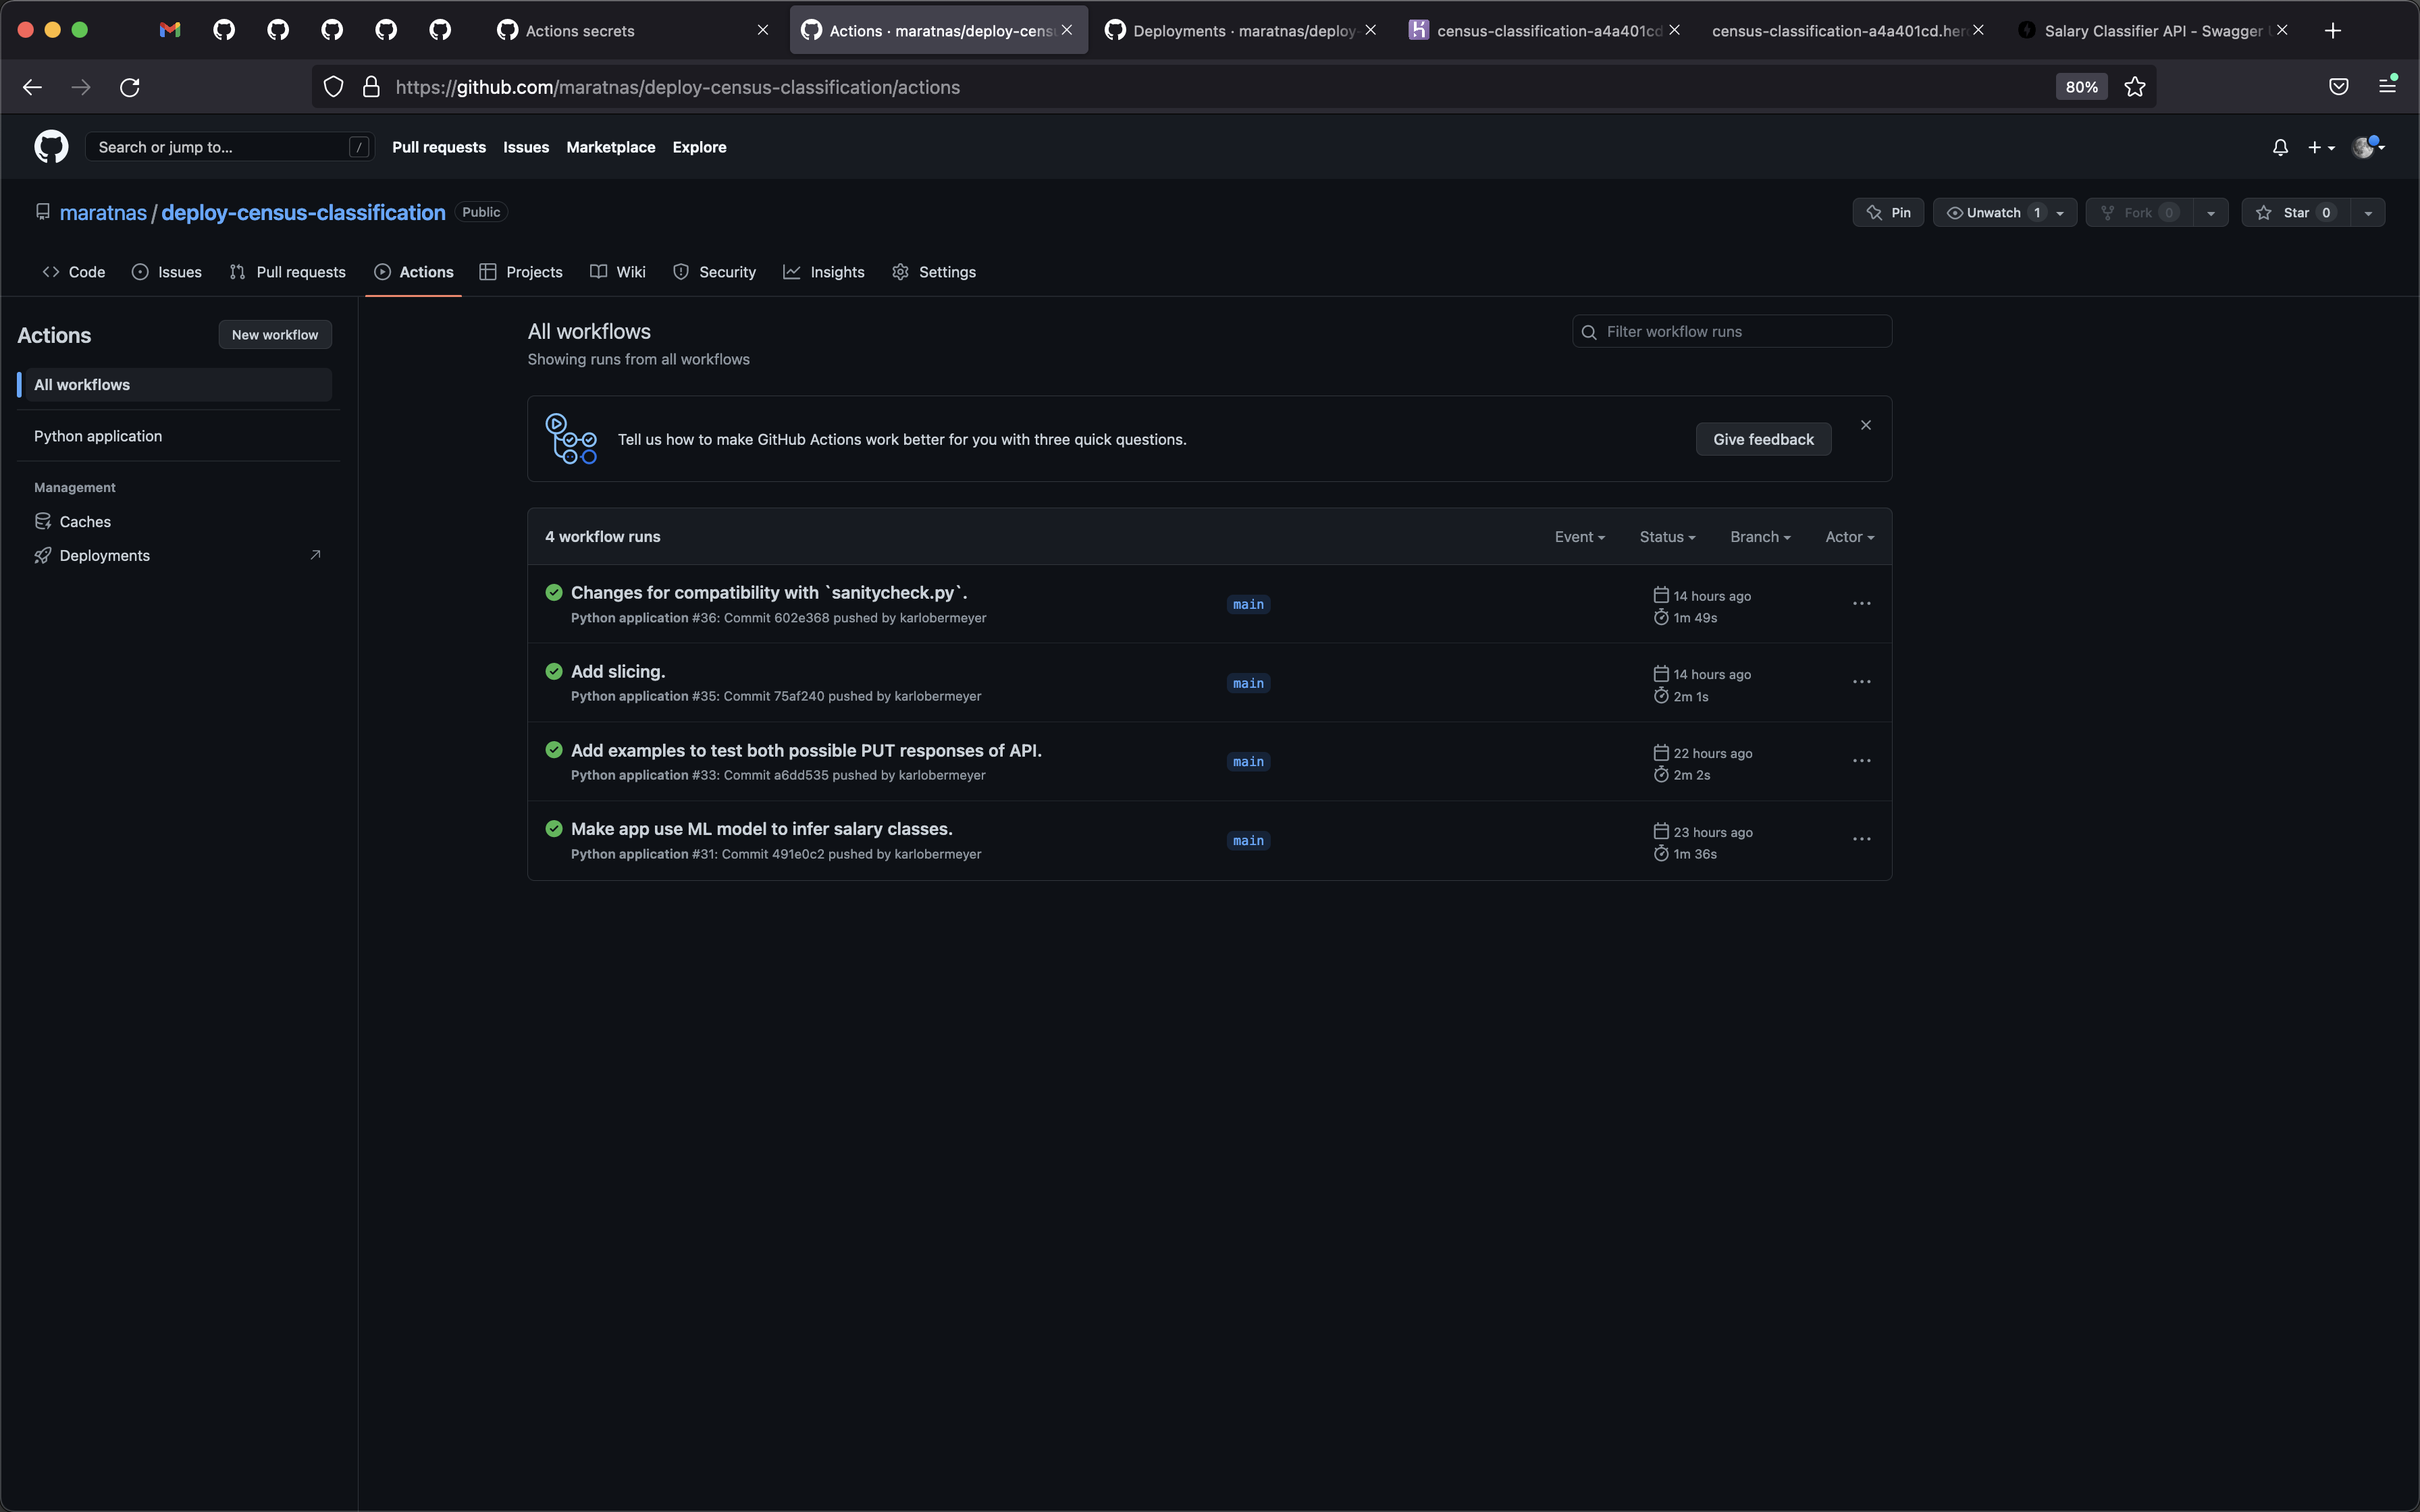 Actions secrets
Actions · maratnas/deploy-cens
Deployments · maratnas/deploy-
census-classification-a4a401cd
census-classification-a4a401cd.her
Salary Classifier API - Swagger
https://github.com/maratnas/deploy-census-classification/actions
80%
Search or jump to...
/
Pull requests
Issues
Marketplace
Explore
maratnas / deploy-census-classification
Public
Pin
Unwatch 1
Fork 0
Star 0
Code
Issues
Pull requests
Actions
Projects
Wiki
Security
Insights
Settings
Actions
New workflow
All workflows
Python application
Management
Caches
Deployments
All workflows
Showing runs from all workflows
Filter workflow runs
Tell us how to make GitHub Actions work better for you with three quick questions.
Give feedback
4 workflow runs
Event
Status
Branch
Actor
Changes for compatibility with `sanitycheck.py`.
Python application #36: Commit 602e368 pushed by karlobermeyer
main
14 hours ago
1m 49s
Add slicing.
Python application #35: Commit 75af240 pushed by karlobermeyer
main
14 hours ago
2m 1s
Add examples to test both possible PUT responses of API.
Python application #33: Commit a6dd535 pushed by karlobermeyer
main
22 hours ago
2m 2s
Make app use ML model to infer salary classes.
Python application #31: Commit 491e0c2 pushed by karlobermeyer
main
23 hours ago
1m 36s